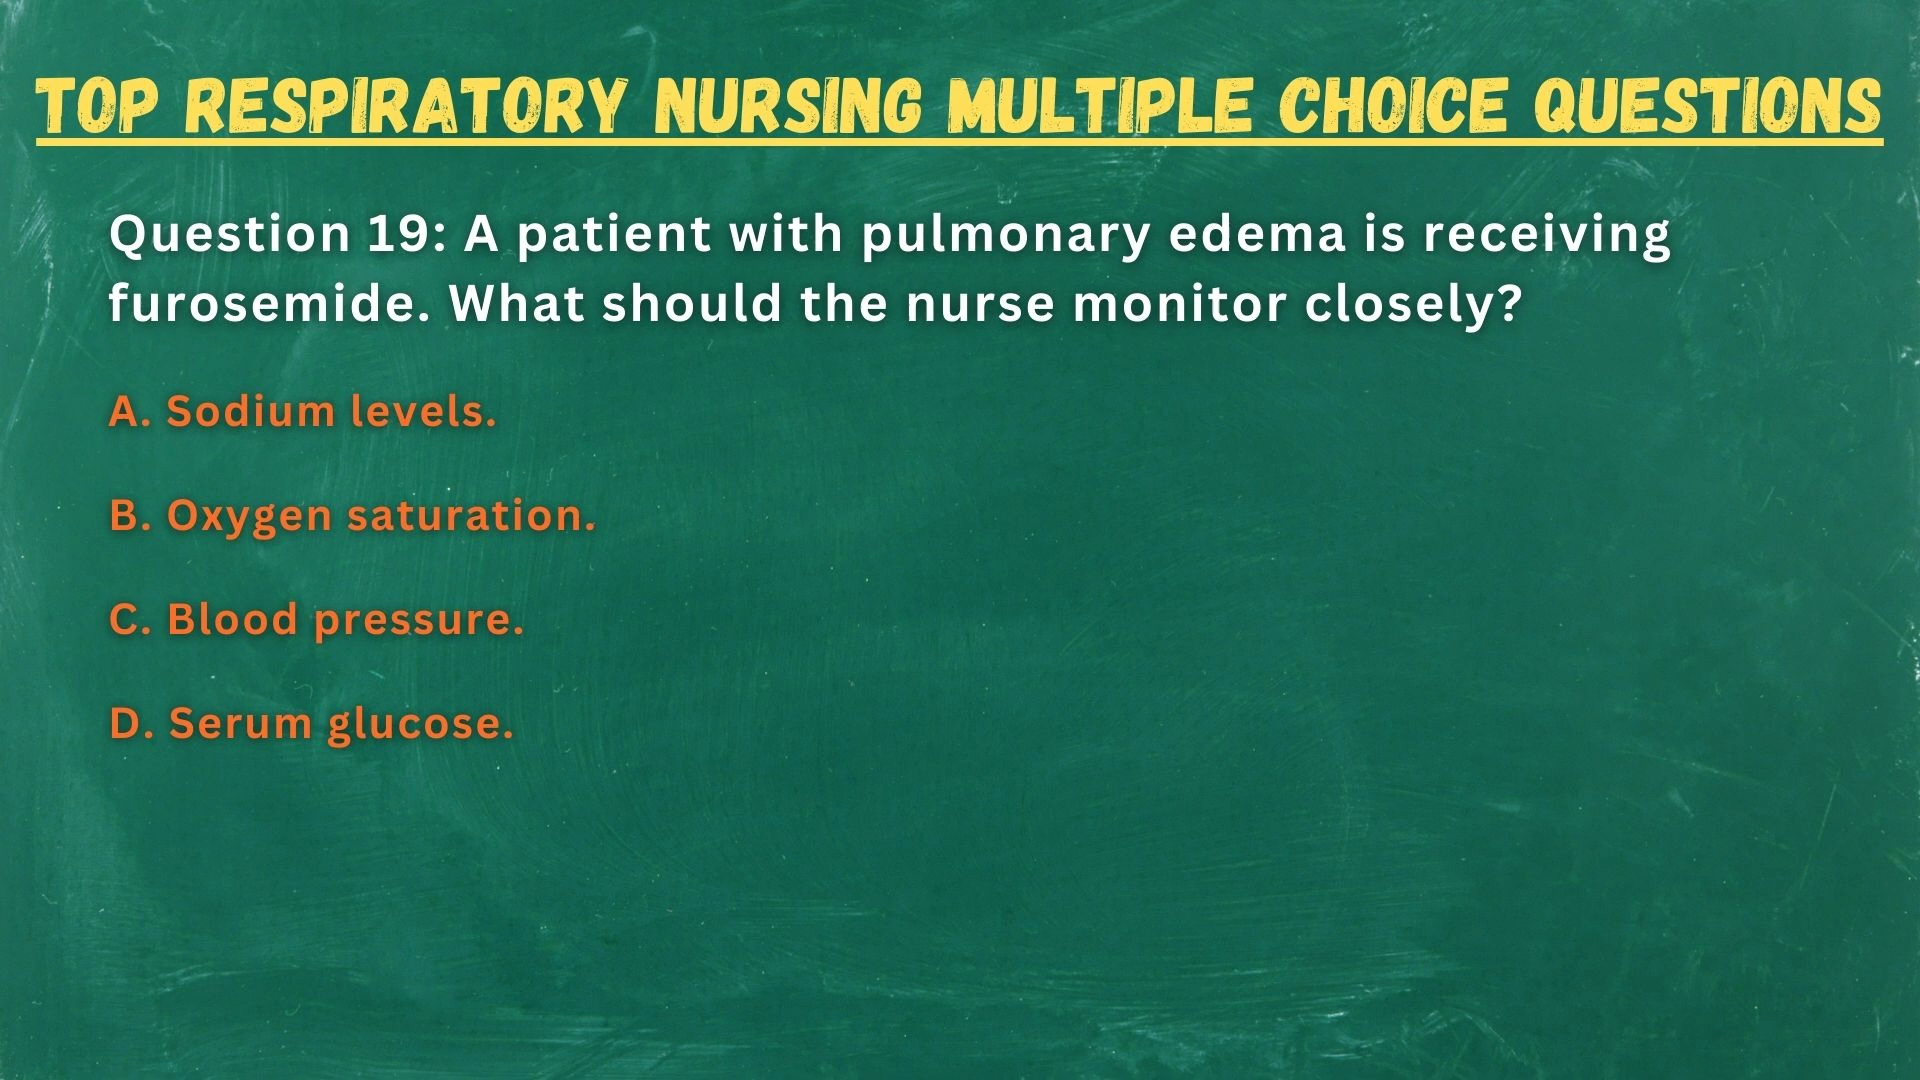 TOP RESPIRATORY NURSING MULTIPLE CHOICE QUESTIONS
Question 19: A patient with pulmonary edema is receiving
furosemide. What should the nurse monitor closely?
A. Sodium levels.
B. Oxygen saturation.
C. Blood pressure.
D. Serum glucose.